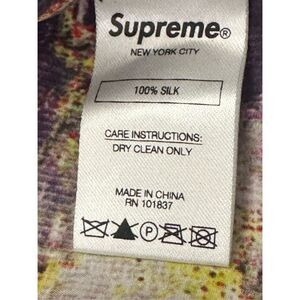 Supreme®
NEW YORK CITY
100% SILK
CARE INSTRUCTIONS:
DRY CLEAN ONLY
MADE IN CHINA
RN 101837
P